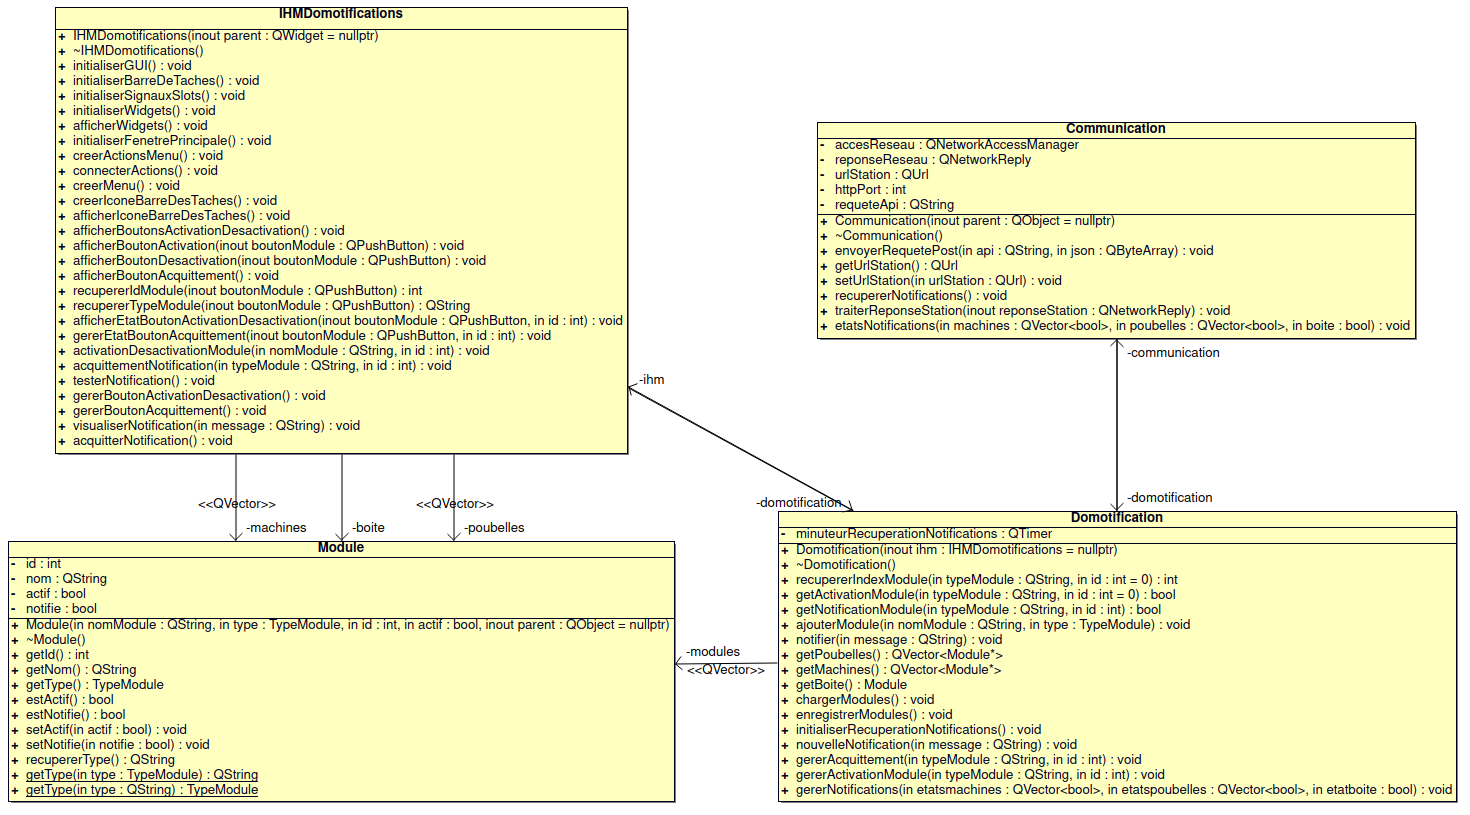 IHMDomotifications
+ IHMDomotifications(inout parent : QWidget = nullptr)
+ ~IHMDomotifications()
+ initialiserGUI() : void
+ initialiserBarreDeTaches() : void
+ initialiserSignauxSlots() : void
+ initialiserWidgets() : void
+ afficherWidgets() : void
+ initialiserFenetrePrincipale() : void
+ creerActionsMenu() : void
+ connecterActions() : void
+ creerMenu() : void
+ creerIconeBarreDesTaches() : void
+ afficherIconeBarreDesTaches() : void
+ afficherBoutonsActivationDesactivation() : void
+ afficherBoutonActivation(inout boutonModule : QPushButton) : void
+ afficherBoutonDesactivation(inout boutonModule : QPushButton) : void
+ afficherBoutonAcquittement() : void
+ recupererIdModule(inout boutonModule : QPushButton) : int
+ recupererTypeModule(inout boutonModule : QPushButton) : QString
+ afficherEtatBoutonActivationDesactivation(inout boutonModule : QPushButton, in id : int) : void
+ gererEtatBoutonAcquittement(inout boutonModule : QPushButton, in id : int) : void
+ activationDesactivationModule(in nomModule : QString, in id : int) : void
+ acquittementNotification(in typeModule : QString, in id : int) : void
+ testerNotification() : void
+ gererBoutonActivationDesactivation() : void
+ gererBoutonAcquittement() : void
+ visualiserNotification(in message : QString) : void
+ acquitterNotification() : void
Communication
- accesReseau : QNetworkAccessManager
- reponseReseau : QNetworkReply
- urlStation : QUrl
- httpPort : int
- requeteApi : QString
+ Communication(inout parent : QObject = nullptr)
+ ~Communication()
+ envoyerRequetePost(in api : QString, in json : QByteArray) : void
+ getUrlStation() : QUrl
+ setUrlStation(in urlStation : QUrl) : void
+ recupererNotifications() : void
+ traiterReponseStation(inout reponseStation : QNetworkReply) : void
+ etatsNotifications(in machines : QVector<bool>, in poubelles : QVector<bool>, in boite : bool) : void
-communication
-ihm
-domotification
-domotification
<<QVector>>
<<QVector>>
-machines
-boite
-poubelles
Module
- id : int
- nom : QString
- actif : bool
- notifie : bool
+ Module(in nomModule : QString, in type : TypeModule, in id : int, in actif : bool, inout parent : QObject = nullptr)
+ ~Module()
+ getId() : int
+ getNom() : QString
+ getType() : TypeModule
+ estActif() : bool
+ estNotifie() : bool
+ setActif(in actif : bool) : void
+ setNotifie(in notifie : bool) : void
+ recupererType() : QString
+ getType(in type : TypeModule) : QString
+ getType(in type : QString) : TypeModule
-modules
<<QVector>>
Domotification
- minuteurRecuperationNotifications : QTimer
+ Domotification(inout ihm : IHMDomotifications = nullptr)
+ ~Domotification()
+ recupererIndexModule(in typeModule : QString, in id : int = 0) : int
+ getActivationModule(in typeModule : QString, in id : int = 0) : bool
+ getNotificationModule(in typeModule : QString, in id : int) : bool
+ ajouterModule(in nomModule : QString, in type : TypeModule) : void
+ notifier(in message : QString) : void
+ getPoubelles() : QVector<Module*>
+ getMachines() : QVector<Module*>
+ getBoite() : Module
+ chargerModules() : void
+ enregistrerModules() : void
+ initialiserRecuperationNotifications() : void
+ nouvelleNotification(in message : QString) : void
+ gererAcquittement(in typeModule : QString, in id : int) : void
+ gererActivationModule(in typeModule : QString, in id : int) : void
+ gererNotifications(in etatsmachines : QVector<bool>, in etatspoubelles : QVector<bool>, in etatboite : bool) : void